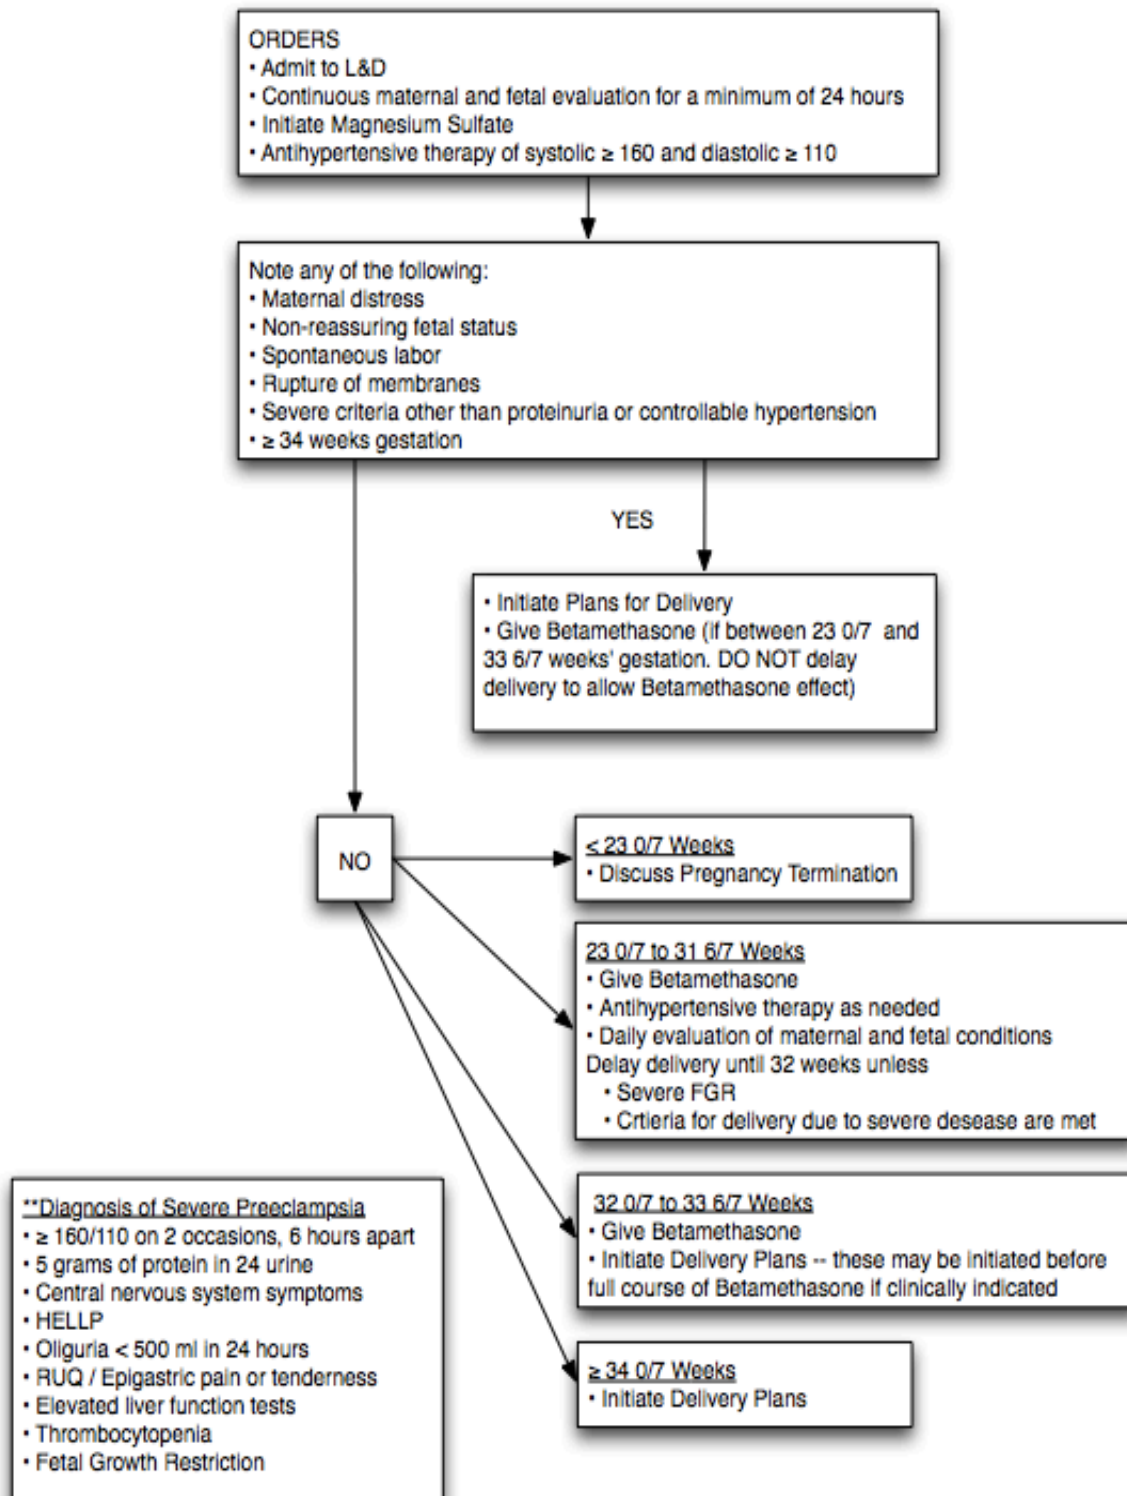 ORDERS
• Admit to L&D
• Continuous maternal and fetal evaluation for a minimum of 24 hours
• Initiate Magnesium Sulfate
• Antihypertensive therapy of systolic ≥ 160 and diastolic ≥ 110
Note any of the following:
• Maternal distress
• Non-reassuring fetal status
• Spontaneous labor
• Rupture of membranes
• Severe criteria other than proteinuria or controllable hypertension
• ≥ 34 weeks gestation
YES
• Initiate Plans for Delivery
• Give Betamethasone (if between 23 0/7 and
33 6/7 weeks' gestation. DO NOT delay
delivery to allow Betamethasone effect)
NO
< 23 0/7 Weeks
• Discuss Pregnancy Termination
23 0/7 to 31 6/7 Weeks
• Give Betamethasone
• Antihypertensive therapy as needed
• Daily evaluation of maternal and fetal conditions
Delay delivery until 32 weeks unless
• Severe FGR
• Crtieria for delivery due to severe desease are met
32 0/7 to 33 6/7 Weeks
• Give Betamethasone
• Initiate Delivery Plans -- these may be initiated before
full course of Betamethasone if clinically indicated
≥ 34 0/7 Weeks
• Initiate Delivery Plans
**Diagnosis of Severe Preeclampsia
• ≥ 160/110 on 2 occasions, 6 hours apart
• 5 grams of protein in 24 urine
• Central nervous system symptoms
• HELLP
• Oliguria < 500 ml in 24 hours
• RUQ / Epigastric pain or tenderness
• Elevated liver function tests
• Thrombocytopenia
• Fetal Growth Restriction